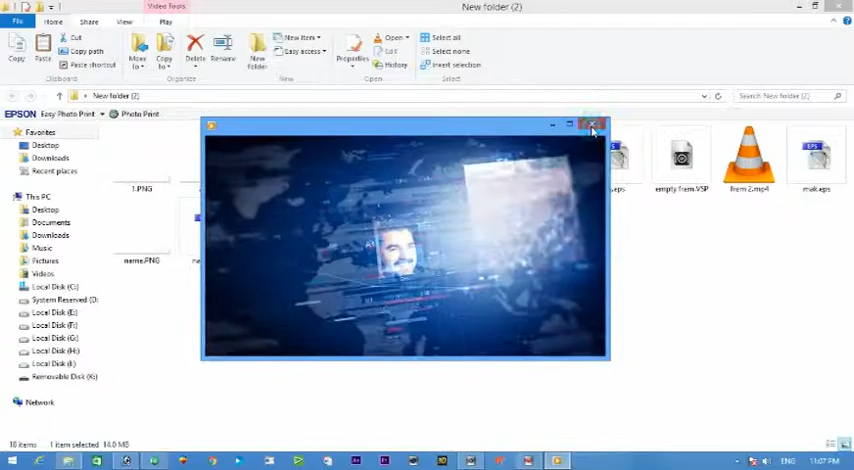 Video Tools
New folder (2)
File
Home
Share
View
Play
Copy
Paste
Cut
Copy path
Paste shortcut
Clipboard
Move to
Copy to
Delete
Rename
Organize
New folder
New item
Easy access
New
Properties
Open
Edit
History
Open
Select all
Select none
Invert selection
Select
New folder (2)
Search New folder (2)
EPSON
Easy Photo Print
Photo Print
Favorites
Desktop
Downloads
Recent places
This PC
Desktop
Documents
Downloads
Music
Pictures
Videos
Local Disk (C:)
System Reserved (D:
Local Disk (E:)
Local Disk (F:)
Local Disk (G:)
Local Disk (H:)
Local Disk (I:)
Removable Disk (K:)
Network
1.PNG
empty frem.VSP
frem 2.mp4
mak.eps
name.PNG
18 items
1 item selected 14.0 MB
ENG
11:07 PM